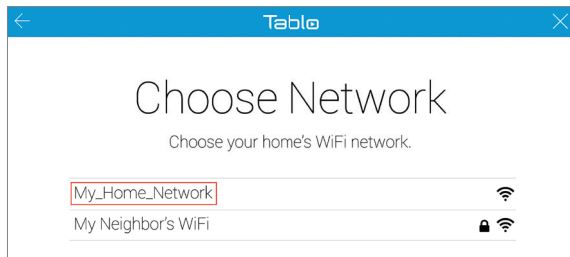 Tablo
Choose Network
Choose your home's WiFi network.
My_Home_Network
My Neighbor's WiFi